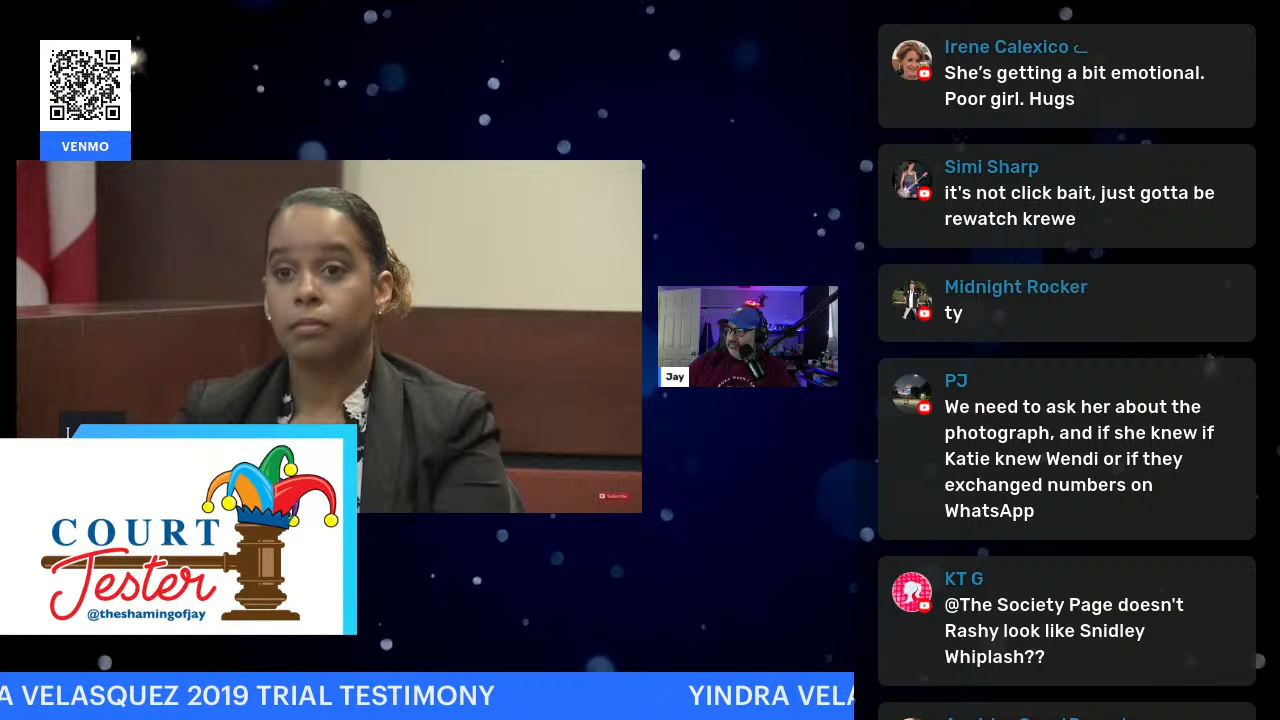 VENMO
Jay
COURT
Jester
@theshamingofjay
Subscribe
A VELASQUEZ 2019 TRIAL TESTIMONY
YINDRA VELA
Irene Calexico
She’s getting a bit emotional.
Poor girl. Hugs
Simi Sharp
it's not click bait, just gotta be
rewatch krewe
Midnight Rocker
ty
PJ
We need to ask her about the
photograph, and if she knew if
Katie knew Wendi or if they
exchanged numbers on
WhatsApp
KT G
@The Society Page doesn't
Rashy look like Snidley
Whiplash??